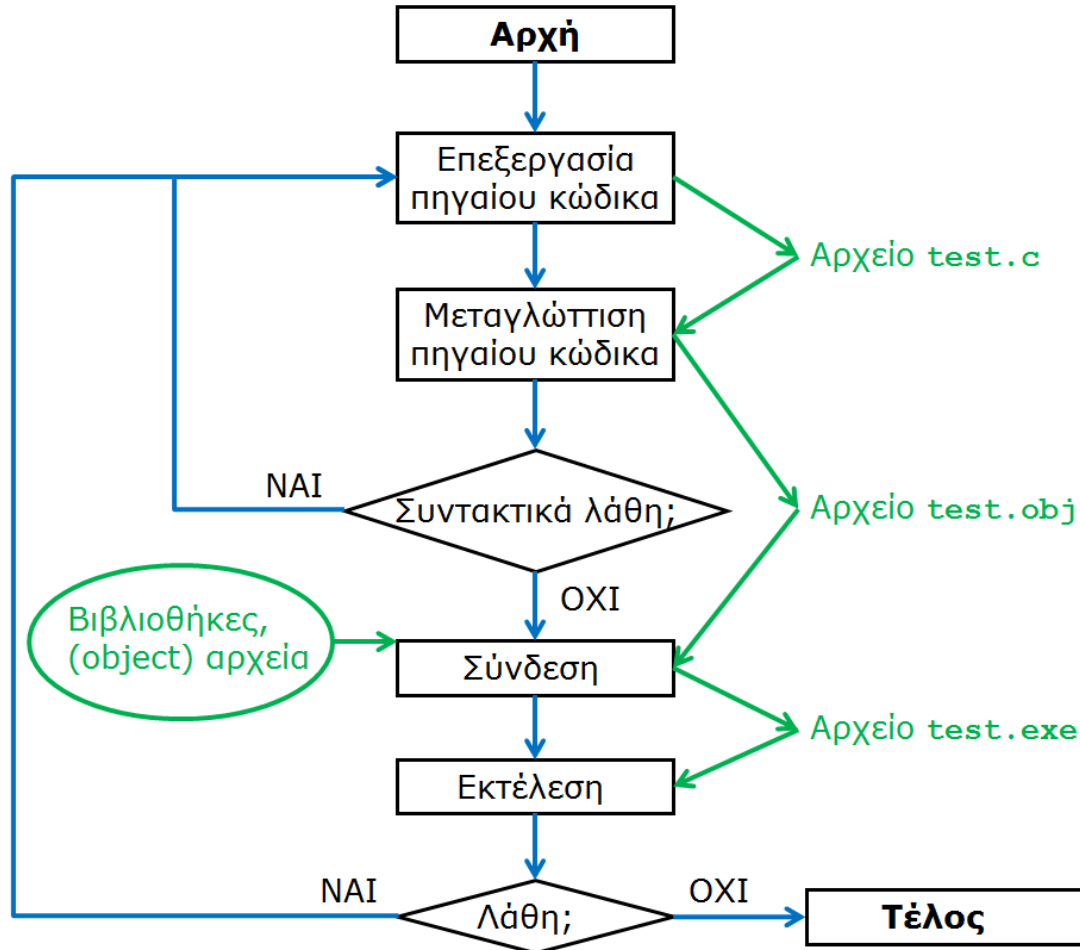 Αρχή
Επεξεργασία
πηγαίου κώδικα
Αρχείο test.c
Μεταγλώττιση
πηγαίου κώδικα
ΝΑΙ
Συντακτικά λάθη;
Αρχείο test.obj
ΟΧΙ
Βιβλιοθήκες,
(object) αρχεία
Σύνδεση
Αρχείο test.exe
Εκτέλεση
ΝΑΙ
Λάθη;
ΟΧΙ
Τέλος